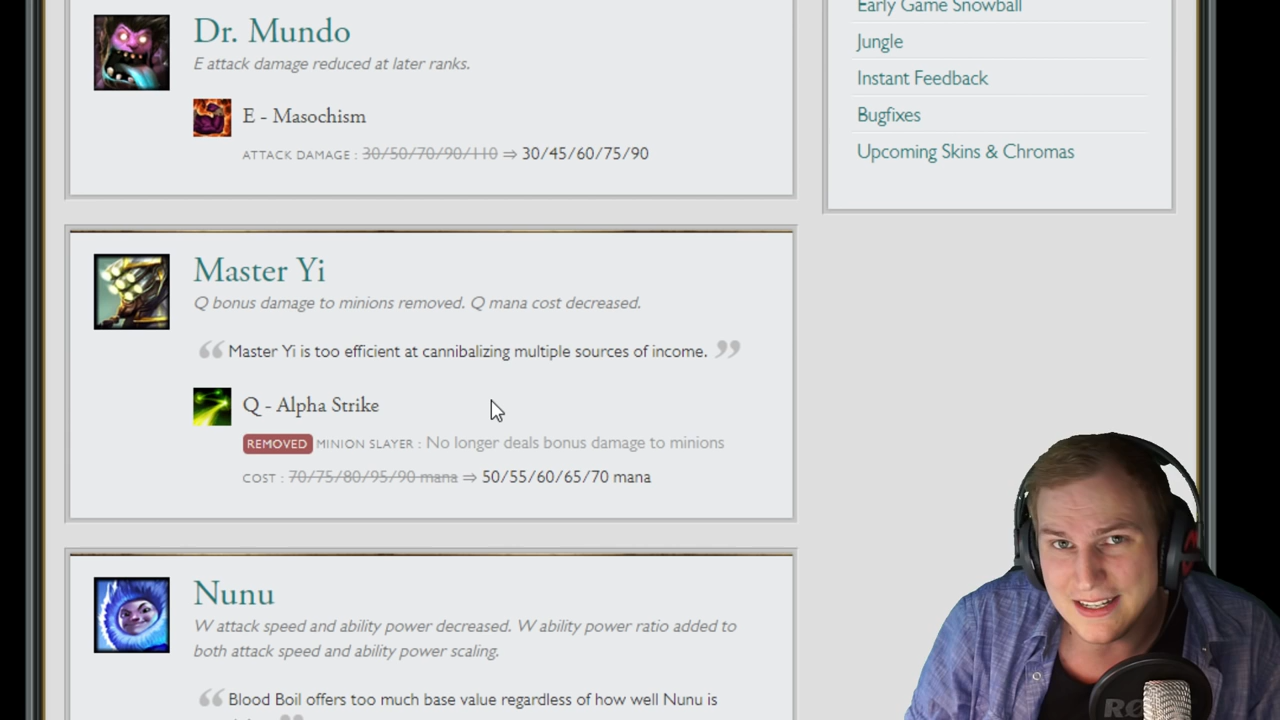 Dr. Mundo
E attack damage reduced at later ranks.
E - Masochism
ATTACK DAMAGE : 30/50/70/90/110 ⇒ 30/45/60/75/90
Master Yi
Q bonus damage to minions removed. Q mana cost decreased.
“ Master Yi is too efficient at cannibalizing multiple sources of income. ”
Q - Alpha Strike
REMOVED MINION SLAYER : No longer deals bonus damage to minions
COST : 70/75/80/95/90 mana ⇒ 50/55/60/65/70 mana
Nunu
W attack speed and ability power decreased. W ability power ratio added to
both attack speed and ability power scaling.
“ Blood Boil offers too much base value regardless of how well Nunu is
Early Game Snowball
Jungle
Instant Feedback
Bugfixes
Upcoming Skins & Chromas